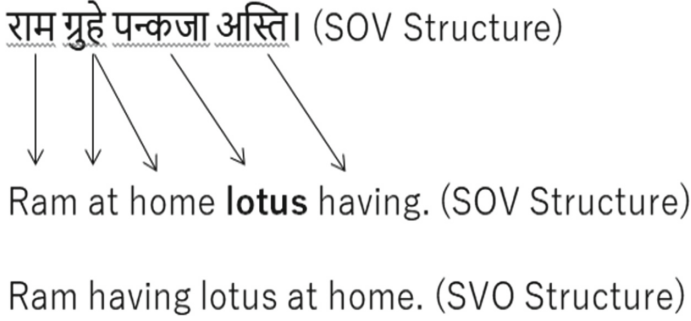 राम ग्रुहे पन्कजा अस्ति। (SOV Structure)
Ram at home lotus having. (SOV Structure)
Ram having lotus at home. (SVO Structure)